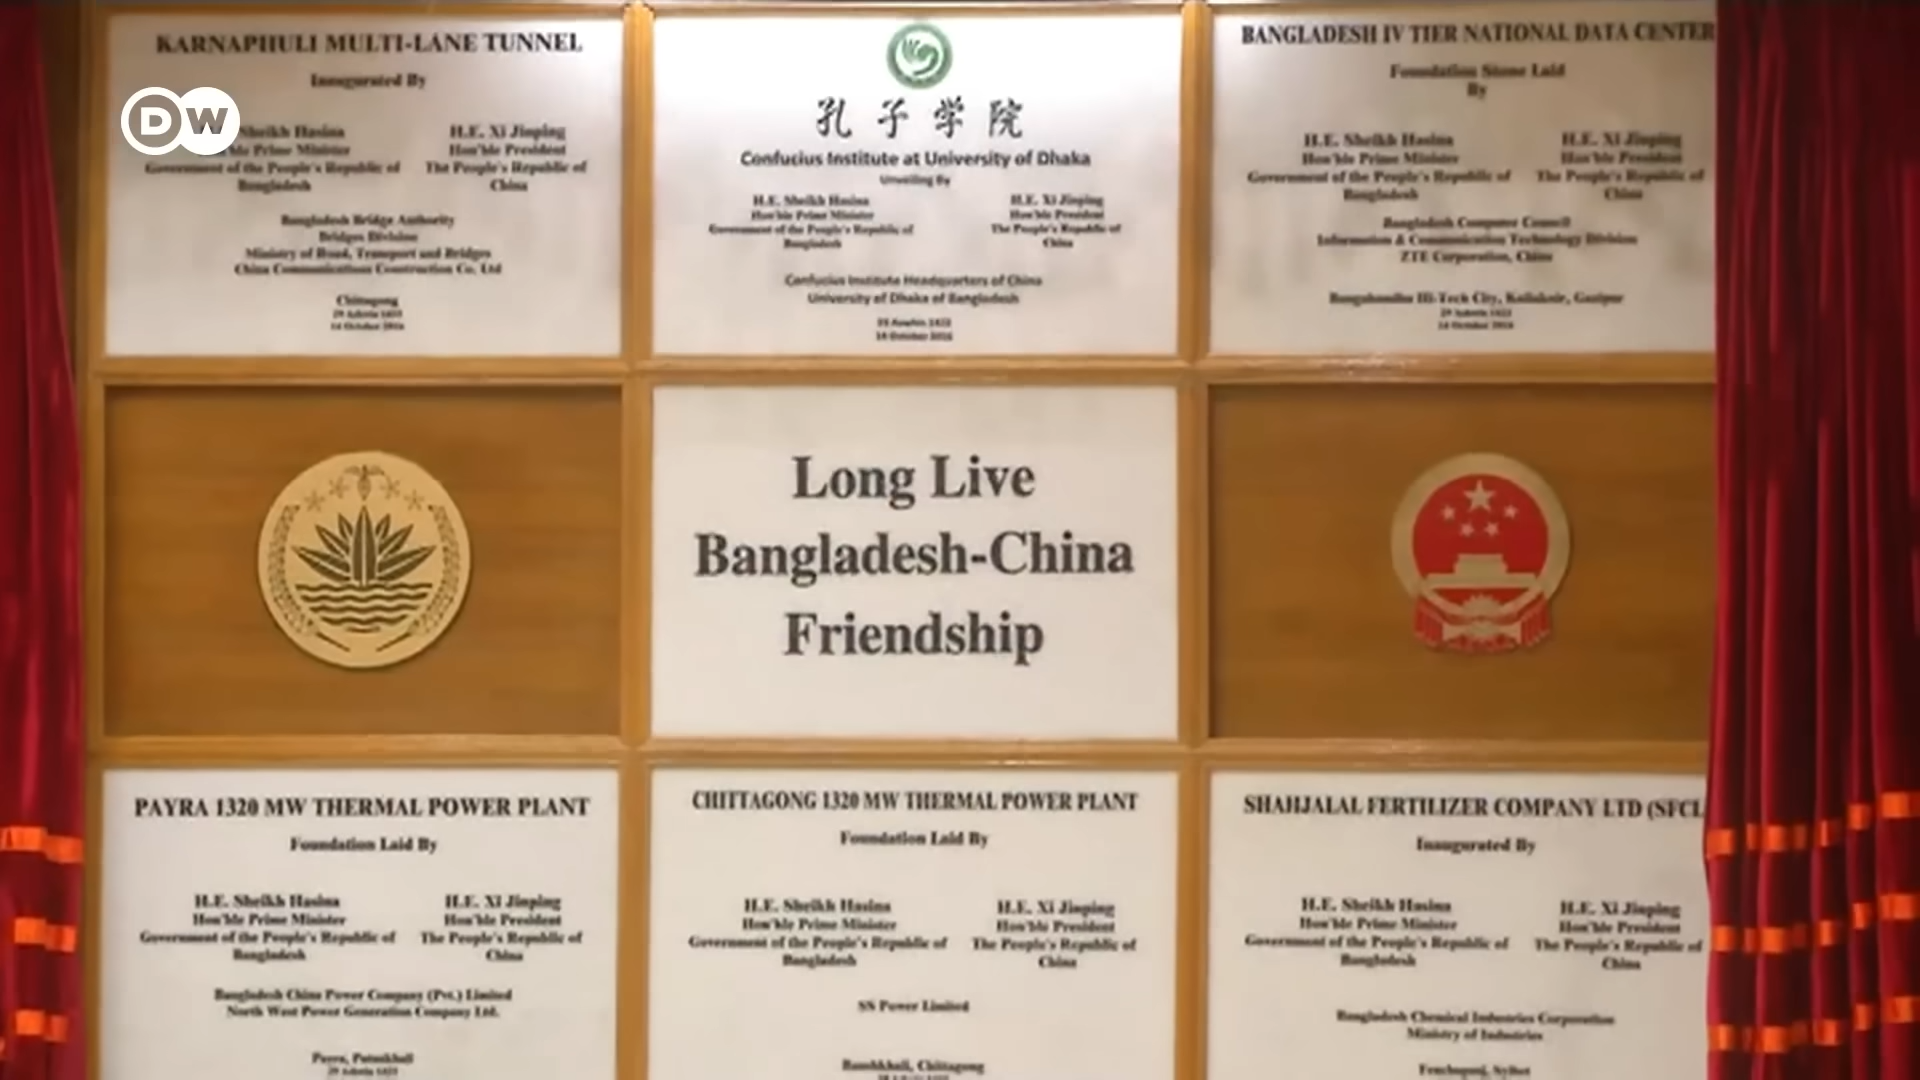 KARNAPHULI MULTI-LANE TUNNEL
Inaugurated By
Sheikh Hasina
Prime Minister
Government of the People's Republic of
Bangladesh
H.E. Xi Jinping
Hon'ble President
The People's Republic of
China
Bangladesh Bridge Authority
Bridges Division
Ministry of Road, Transport and Bridges
China Communications Construction Co. Ltd
Chittagong
14 October 2016
DW
孔子学院
Confucius Institute at University of Dhaka
Unveiling By
H.E. Sheikh Hasina
Hon'ble Prime Minister
Government of the People's Republic of
Bangladesh
H.E. Xi Jinping
Hon'ble President
The People's Republic of
China
Confucius Institute Headquarters of China
University of Dhaka of Bangladesh
14 October 2016
BANGLADESH IV TIER NATIONAL DATA CENTER
Foundation Stone Laid
By
H.E. Sheikh Hasina
Hon'ble Prime Minister
Government of the People's Republic of
Bangladesh
H.E. Xi Jinping
Hon'ble President
The People's Republic of
China
Bangladesh Computer Council
Information & Communication Technology Division
ZTE Corporation, China
Bangabandhu Hi-Tech City, Kaliakoir, Gazipur
14 October 2016
Long Live
Bangladesh-China
Friendship
PAYRA 1320 MW THERMAL POWER PLANT
Foundation Laid By
H.E. Sheikh Hasina
Hon'ble Prime Minister
Government of the People's Republic of
Bangladesh
H.E. Xi Jinping
Hon'ble President
The People's Republic of
China
Bangladesh China Power Company (Pvt.) Limited
North West Power Generation Company Ltd.
Payra, Patuakhali
CHITTAGONG 1320 MW THERMAL POWER PLANT
Foundation Laid By
H.E. Sheikh Hasina
Hon'ble Prime Minister
Government of the People's Republic of
Bangladesh
H.E. Xi Jinping
Hon'ble President
The People's Republic of
China
SS Power Limited
Banshkhali, Chittagong
SHAHJALAL FERTILIZER COMPANY LTD (SFCL
Inaugurated By
H.E. Sheikh Hasina
Hon'ble Prime Minister
Government of the People's Republic of
Bangladesh
H.E. Xi Jinping
Hon'ble President
The People's Republic of
China
Bangladesh Chemical Industries Corporation
Ministry of Industries
Fenchuganj, Sylhet